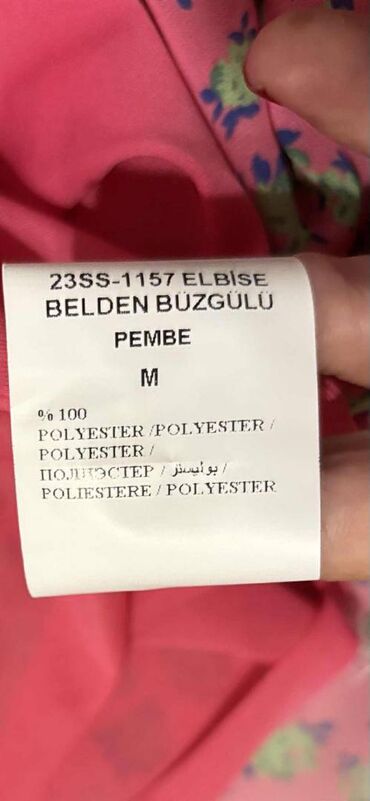 23SS-1157 ELBİSE
BELDEN BÜZGÜLÜ
PEMBE
M
% 100
POLYESTER /POLYESTER /
POLYESTER /
ПОЛИЭСТЕР / بوليستر /
POLIESTERE / POLYESTER